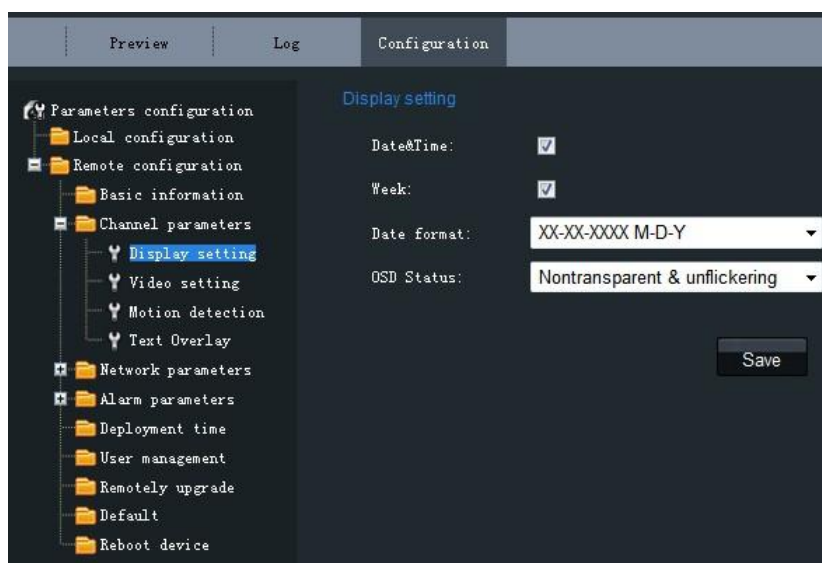 Preview Log Configuration
Parameters configuration
Local configuration
Remote configuration
Basic information
Channel parameters
Display setting
Video setting
Motion detection
Text Overlay
Network parameters
Alarm parameters
Deployment time
User management
Remotely upgrade
Default
Reboot device
Display setting
Date&Time:
Week:
Date format: XX-XX-XXXX M-D-Y
OSD Status: Nontransparent & unflickering
Save